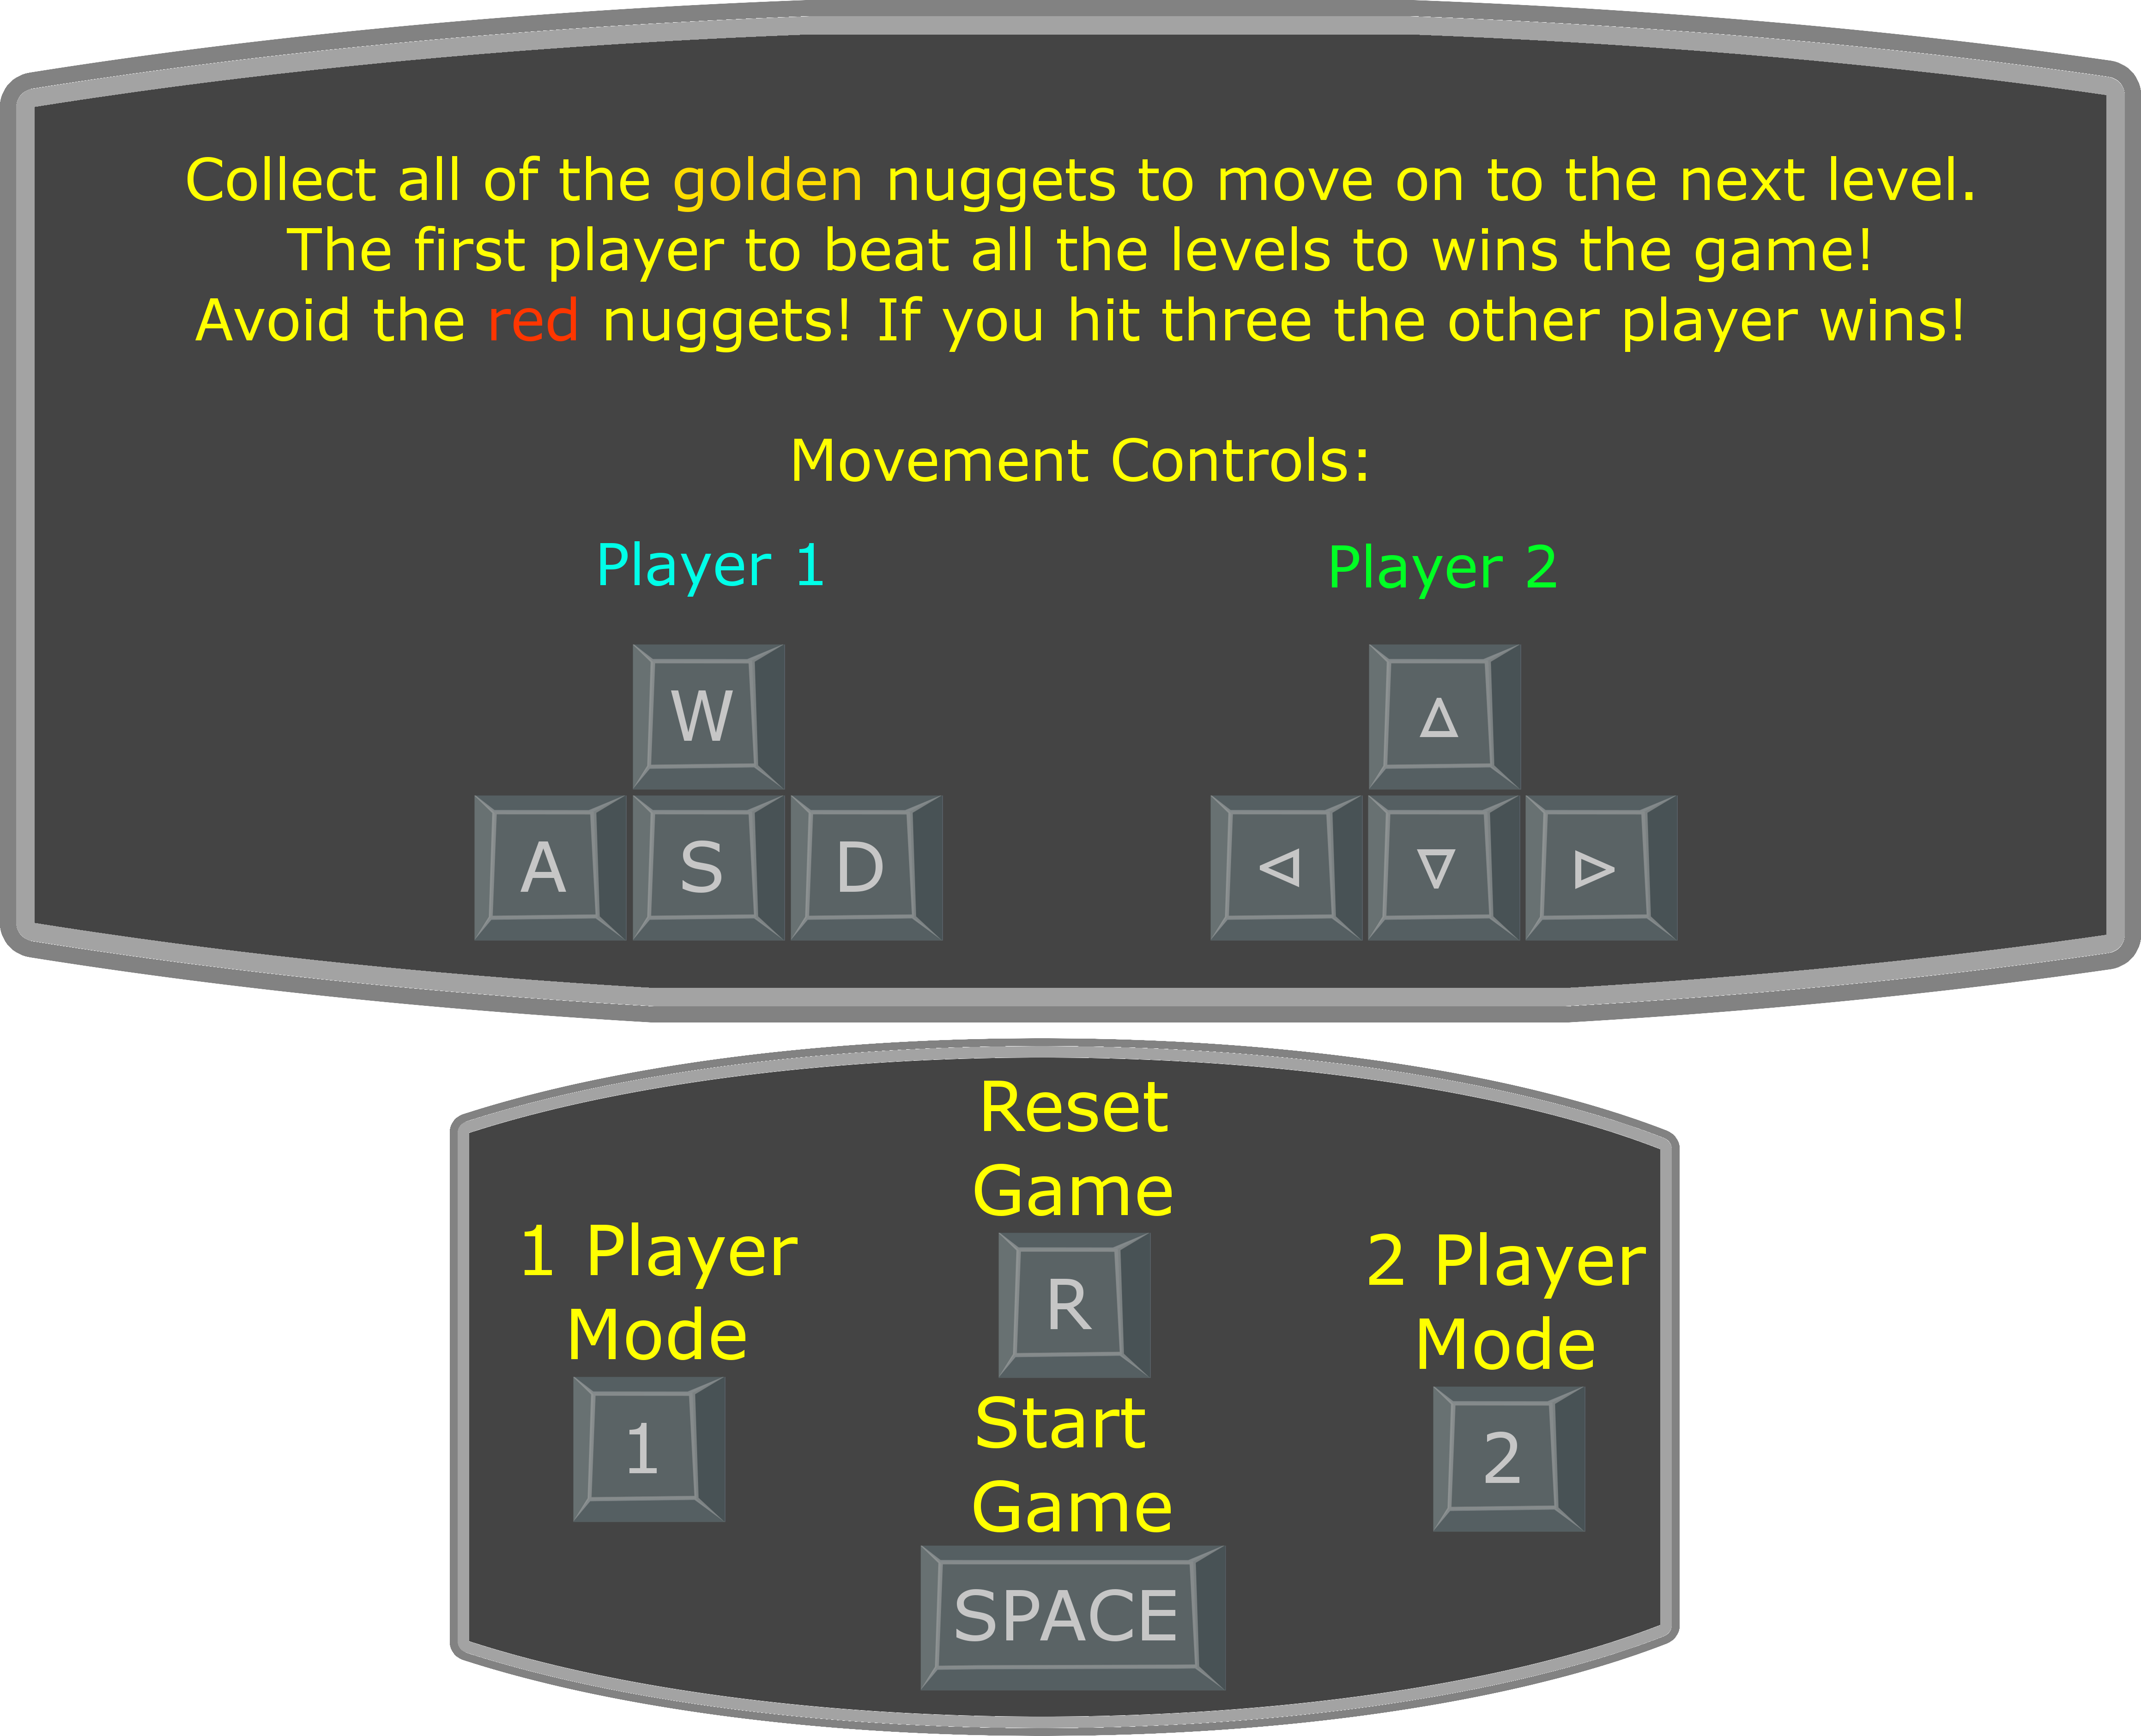 Collect all of the golden nuggets to move on to the next level.
The first player to beat all the levels to wins the game!
Avoid the red nuggets! If you hit three the other player wins!
Movement Controls:
Player 1
Player 2
W
A S D
Reset
Game
R
1 Player
Mode
1
2 Player
Mode
2
Start
Game
SPACE